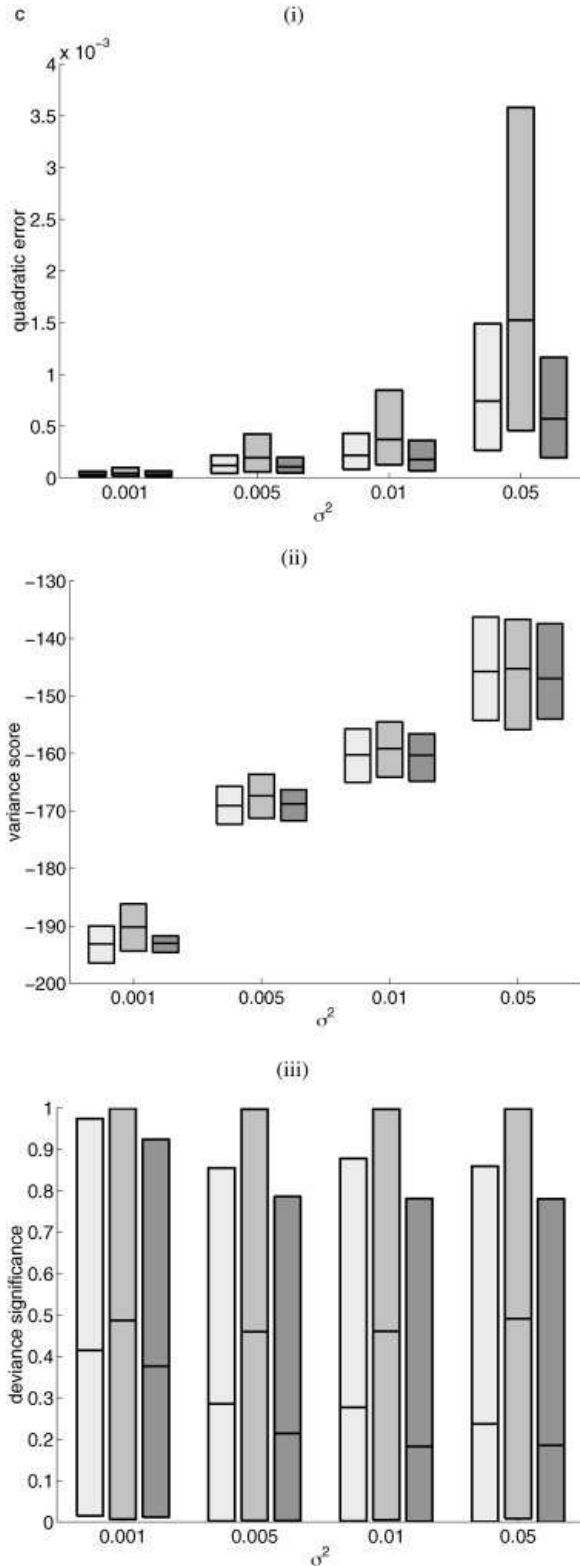 c
(i)
x 10⁻³
4
3.5
3
2.5
2
1.5
1
0.5
0
quadratic error
0.001 0.005 0.01 0.05
σ²
(ii)
−130
−140
−150
−160
−170
−180
−190
−200
variance score
0.001 0.005 0.01 0.05
σ²
(iii)
1
0.9
0.8
0.7
0.6
0.5
0.4
0.3
0.2
0.1
0
deviance significance
0.001 0.005 0.01 0.05
σ²